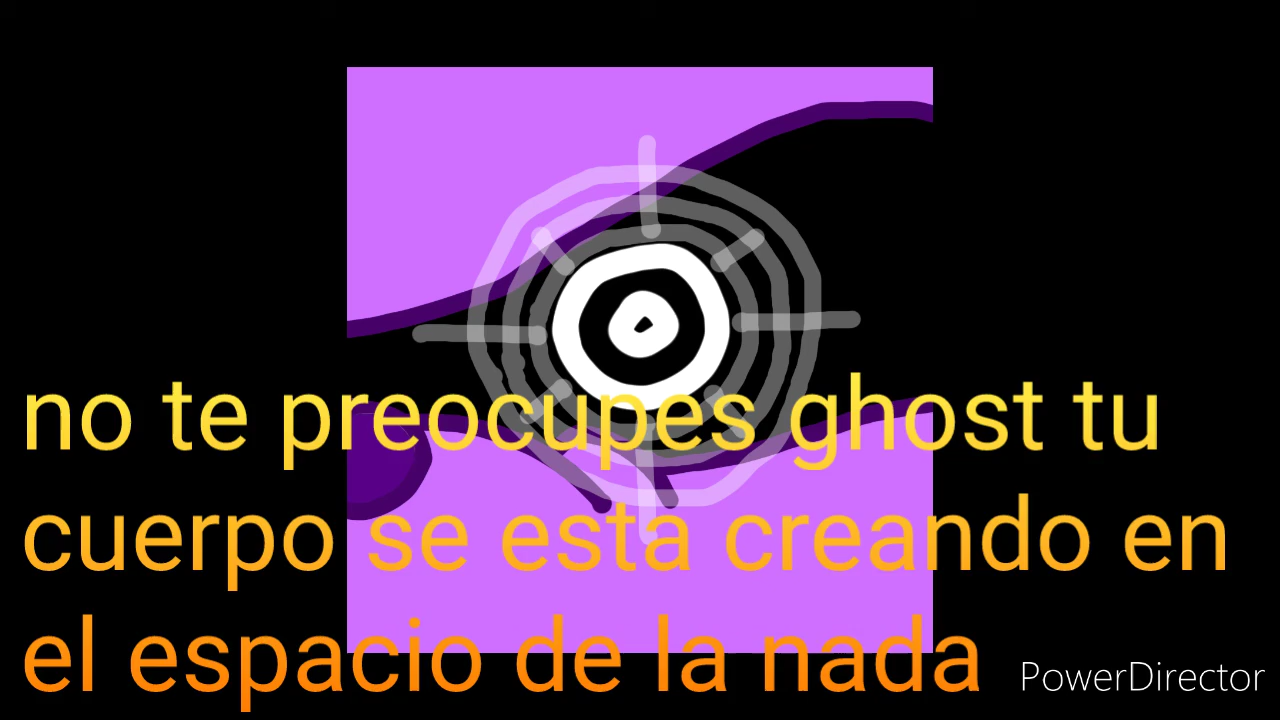 no te preocupes ghost tu
cuerpo se esta creando en
el espacio de la nada
PowerDirector